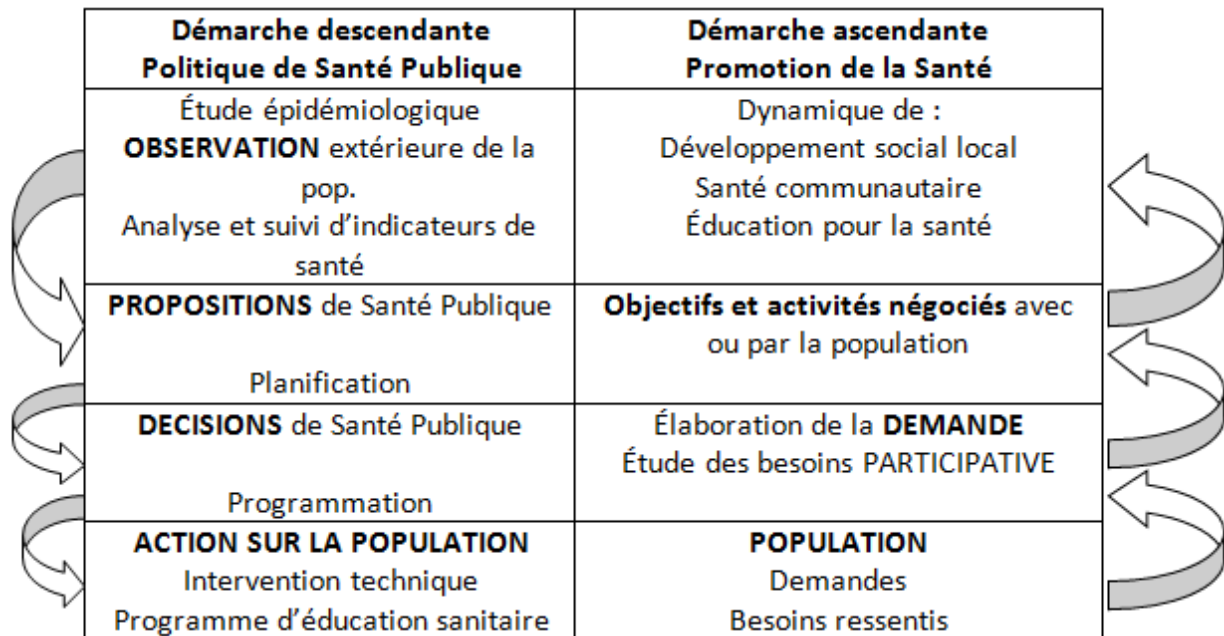 Démarche descendante
Politique de Santé Publique
Démarche ascendante
Promotion de la Santé
Étude épidémiologique
OBSERVATION extérieure de la
pop.
Analyse et suivi d’indicateurs de
santé
Dynamique de :
Développement social local
Santé communautaire
Éducation pour la santé
PROPOSITIONS de Santé Publique
Planification
Objectifs et activités négociés avec
ou par la population
DECISIONS de Santé Publique
Programmation
Élaboration de la DEMANDE
Étude des besoins PARTICIPATIVE
ACTION SUR LA POPULATION
Intervention technique
Programme d’éducation sanitaire
POPULATION
Demandes
Besoins ressentis